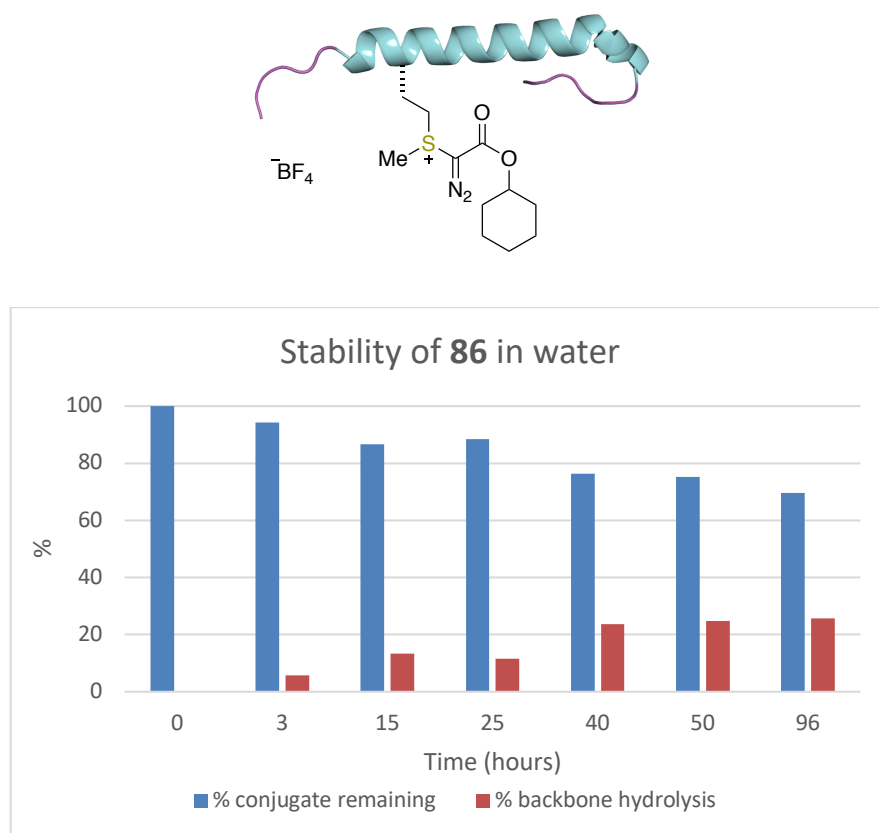 O
Me
S
+
O
N2
−BF4
Stability of 86 in water
100
80
60
40
20
0
%
0 3 15 25 40 50 96
Time (hours)
% conjugate remaining % backbone hydrolysis